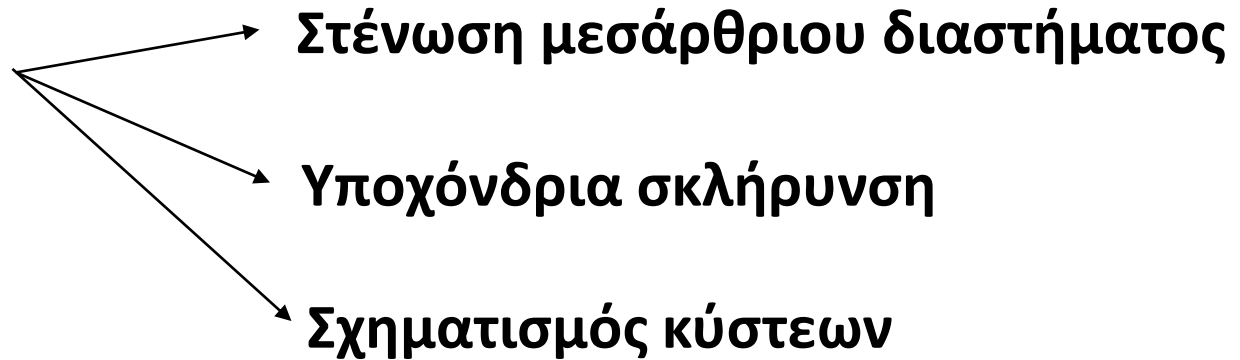 Στένωση μεσάρθριου διαστήματος
Υποχόνδρια σκλήρυνση
Σχηματισμός κύστεων